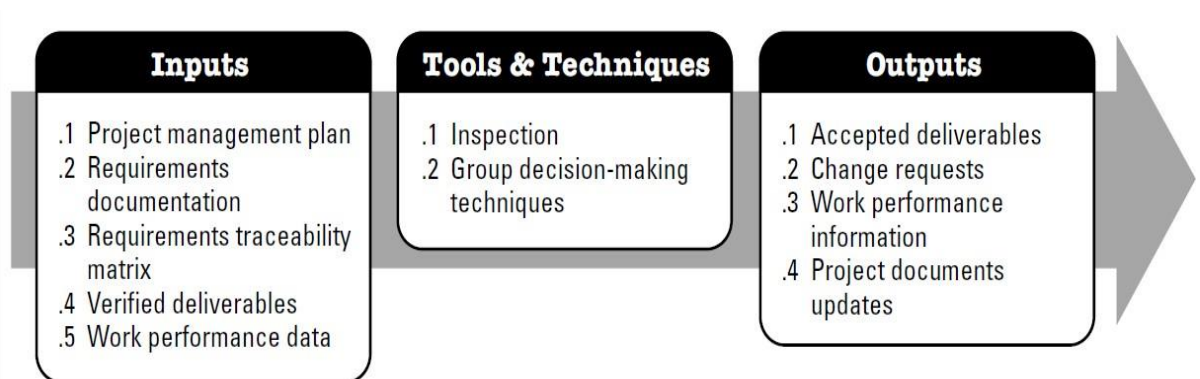 Inputs
.1 Project management plan
.2 Requirements
documentation
.3 Requirements traceability
matrix
.4 Verified deliverables
.5 Work performance data
Tools & Techniques
.1 Inspection
.2 Group decision-making
techniques
Outputs
.1 Accepted deliverables
.2 Change requests
.3 Work performance
information
.4 Project documents
updates